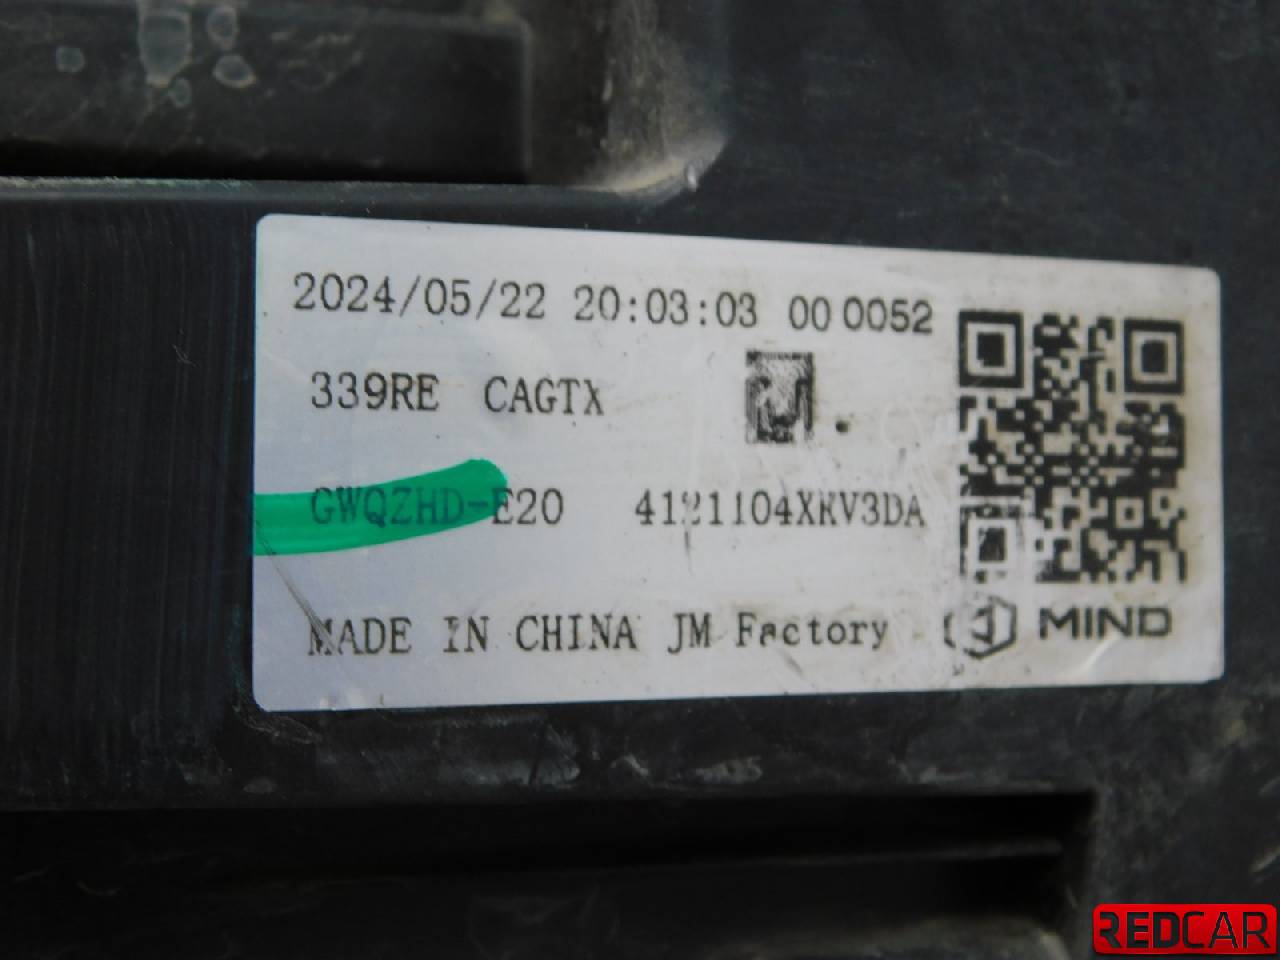 2024/05/22 20:03:03 00 0052
339RE CAGTX
GWQZHD-E20 4121104XKV3DA
MADE IN CHINA JM Factory
MIND
REDCAR